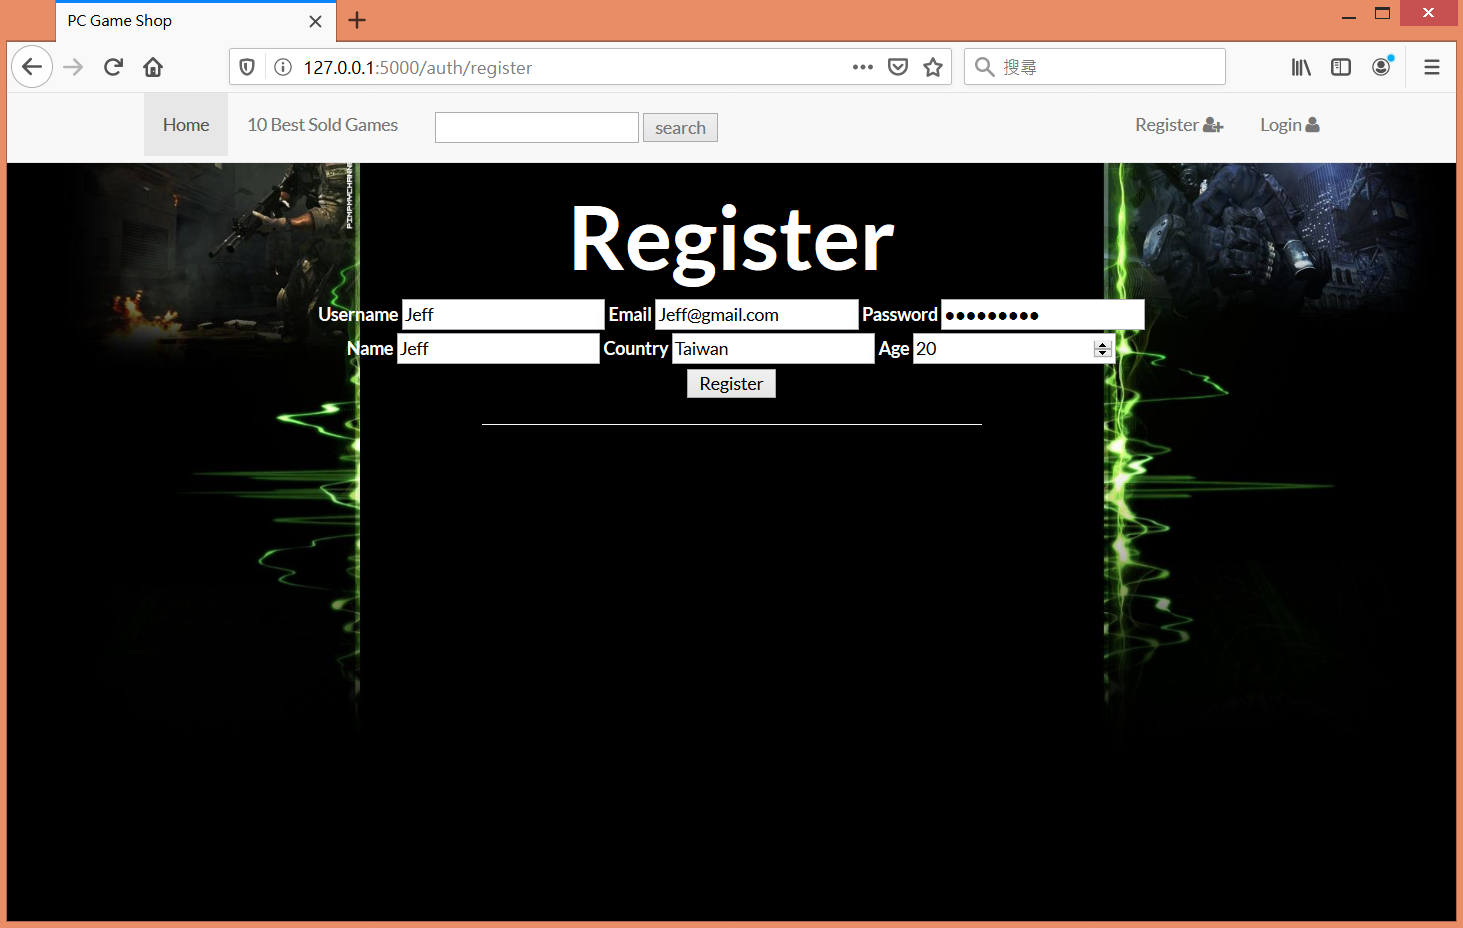 PC Game Shop
127.0.0.1:5000/auth/register
搜尋
Home 10 Best Sold Games search Register Login
PIMPMYCHANN
Register
Username Jeff Email Jeff@gmail.com Password ●●●●●●●●●
Name Jeff Country Taiwan Age 20
Register